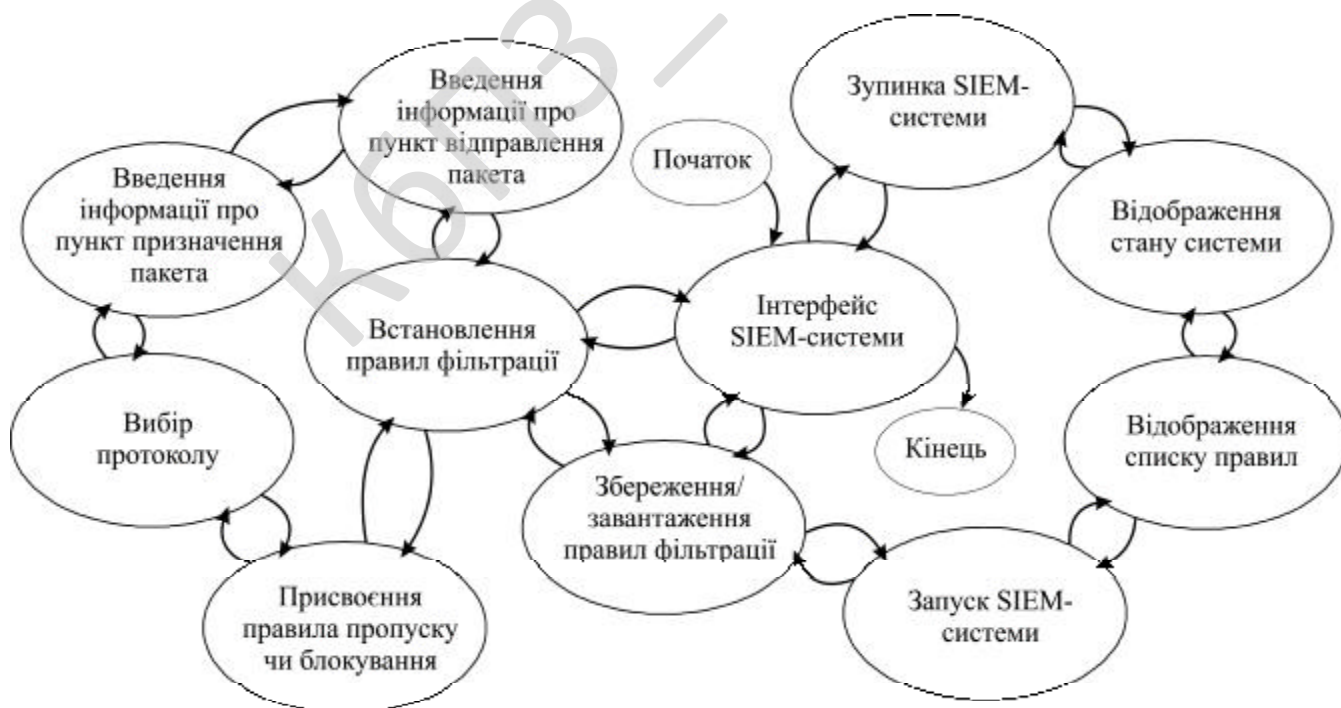 Введення
інформації про
пункт відправлення
пакета
Зупинка SIEM-
системи
Початок
Введення
інформації про
пункт призначення
пакета
Відображення
стану системи
Встановлення
правил фільтрації
Інтерфейс
SIEM-системи
Вибір
протоколу
Кінець
Відображення
списку правил
Збереження/
завантаження
правил фільтрації
Присвоєння
правила пропуску
чи блокування
Запуск SIEM-
системи
КбПЗ _